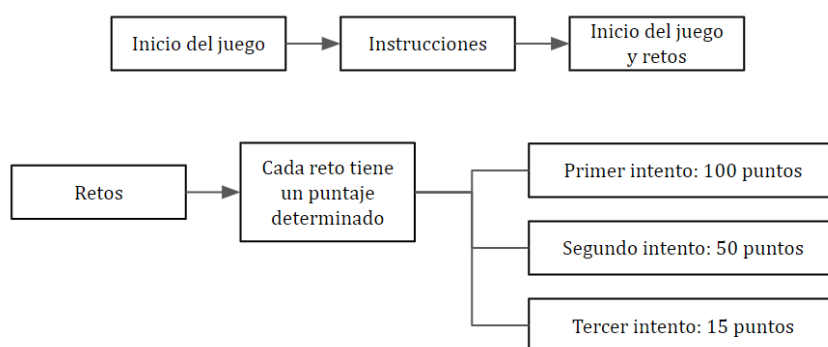 Inicio del juego
Instrucciones
Inicio del juego
y retos
Retos
Cada reto tiene
un puntaje
determinado
Primer intento: 100 puntos
Segundo intento: 50 puntos
Tercer intento: 15 puntos